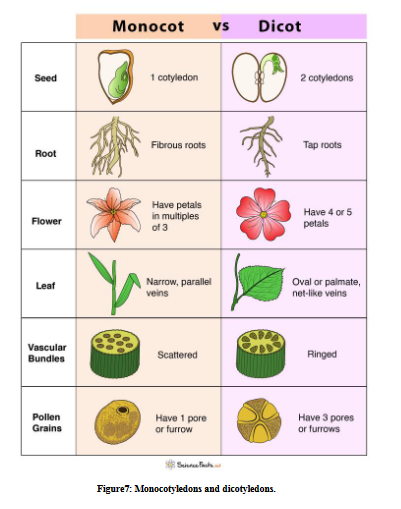 Monocot vs Dicot
Seed
1 cotyledon
2 cotyledons
Root
Fibrous roots
Tap roots
Flower
Have petals
in multiples
of 3
Have 4 or 5
petals
Leaf
Narrow, parallel
veins
Oval or palmate,
net-like veins
Vascular
Bundles
Scattered
Ringed
Pollen
Grains
Have 1 pore
or furrow
Have 3 pores
or furrows
ScienceFacts.net
Figure7: Monocotyledons and dicotyledons.